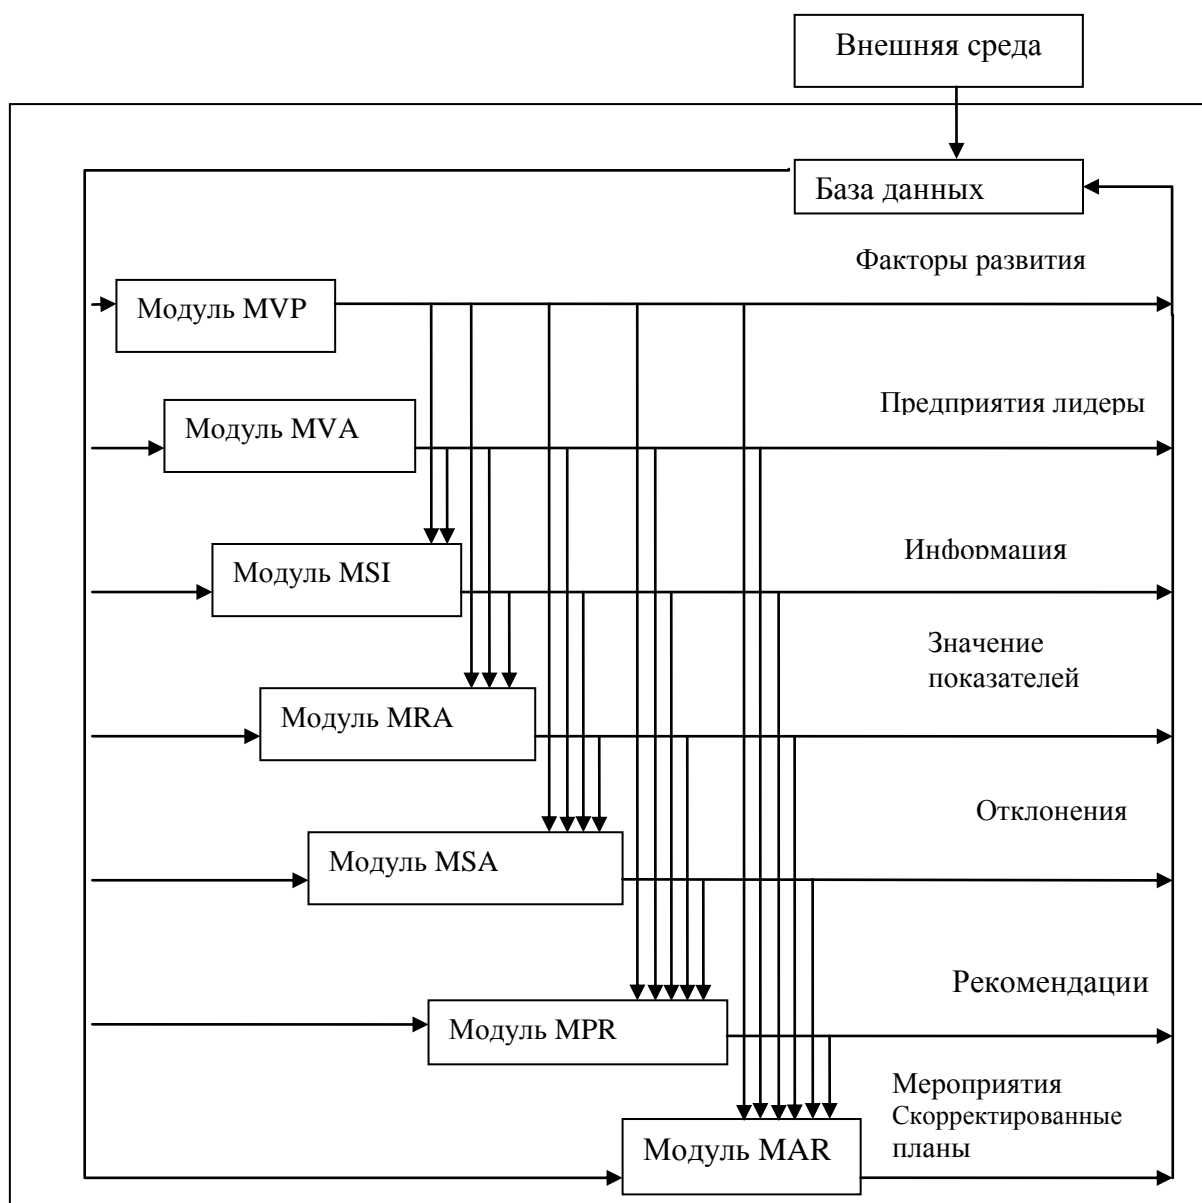 Внешняя среда
База данных
Факторы развития
Модуль MVP
Предприятия лидеры
Модуль MVA
Информация
Модуль MSI
Значение
показателей
Модуль MRA
Отклонения
Модуль MSA
Рекомендации
Модуль MPR
Мероприятия
Скорректированные
планы
Модуль MAR